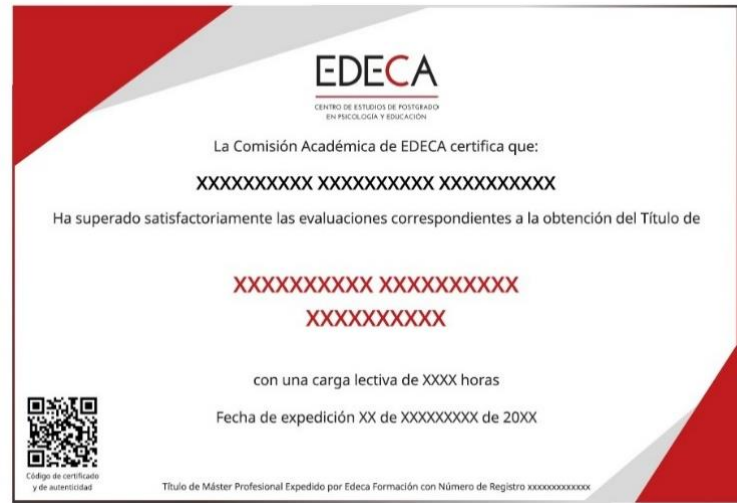 EDECA
CENTRO DE ESTUDIOS DE POSTGRADO
EN PSICOLOGÍA Y EDUCACIÓN
La Comisión Académica de EDECA certifica que:
XXXXXXXXXX XXXXXXXXXX XXXXXXXXXX
Ha superado satisfactoriamente las evaluaciones correspondientes a la obtención del Título de
XXXXXXXXXX XXXXXXXXXX
XXXXXXXXXX
con una carga lectiva de XXXX horas
Fecha de expedición XX de XXXXXXXXX de 20XX
Código de certificado
y de autenticidad
Título de Máster Profesional Expedido por Edeca Formación con Número de Registro xxxxxxxxxxxxx